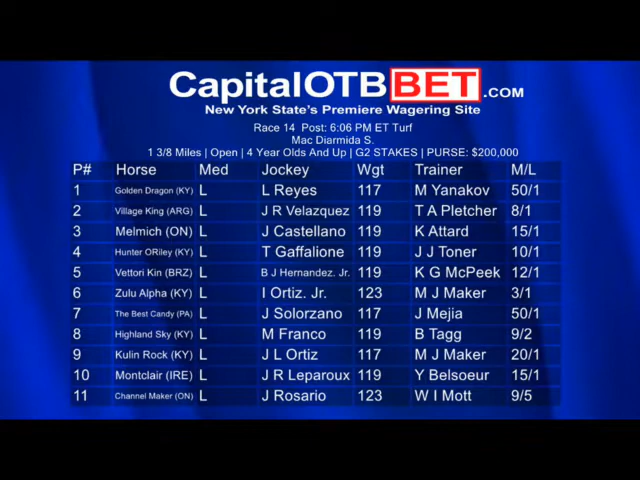 CapitalOTBBET.COM
New York State's Premiere Wagering Site
Race 14 Post: 6:06 PM ET Turf
Mac Diarmida S.
1 3/8 Miles | Open | 4 Year Olds And Up | G2 STAKES | PURSE: $200,000
P# Horse Med Jockey Wgt Trainer M/L
1 Golden Dragon (KY) L L Reyes 117 M Yanakov 50/1
2 Village King (ARG) L J R Velazquez 119 T A Pletcher 8/1
3 Melmich (ON) L J Castellano 119 K Attard 15/1
4 Hunter ORiley (KY) L T Gaffalione 119 J J Toner 10/1
5 Vettori Kin (BRZ) L B J Hernandez. Jr. 119 K G McPeek 12/1
6 Zulu Alpha (KY) L I Ortiz. Jr. 123 M J Maker 3/1
7 The Best Candy (PA) L J Solorzano 117 J Mejia 50/1
8 Highland Sky (KY) L M Franco 119 B Tagg 9/2
9 Kulin Rock (KY) L J L Ortiz 117 M J Maker 20/1
10 Montclair (IRE) L J R Leparoux 119 Y Belsoeur 15/1
11 Channel Maker (ON) L J Rosario 123 W I Mott 9/5